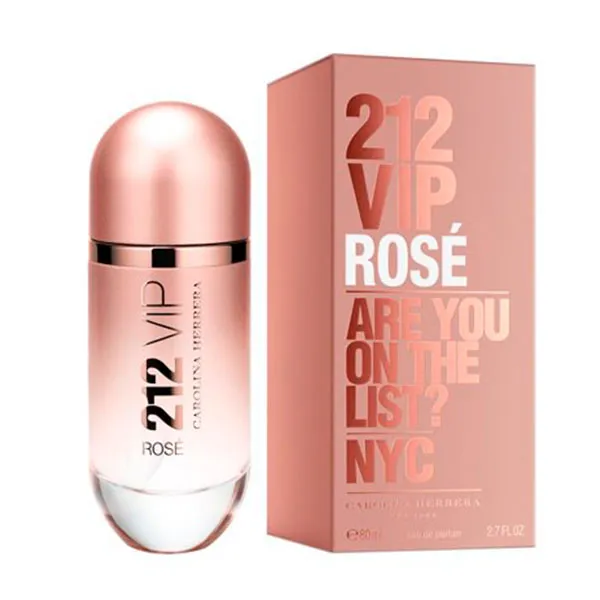 212 VIP
ROSÉ
CAROLINA HERRERA
212
VIP
ROSÉ
ARE YOU
ON THE
LIST?
NYC
CAROLINA HERRERA
NEW YORK
℮80ml EAU DE PARFUM 2.7 FL.OZ